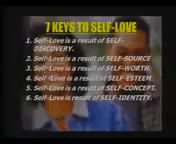 7 KEYS TO SELF-LOVE
1. Self-Love is a result of SELF-
DISCOVERY.
2. Self-Love is a result of SELF-SOURCE
3. Self-Love is a result of SELF-WORTH.
4. Self-Love is a result of SELF-ESTEEM.
5. Self-Love is a result of SELF-CONCEPT.
6. Self-Love is result of SELF-IDENTITY.